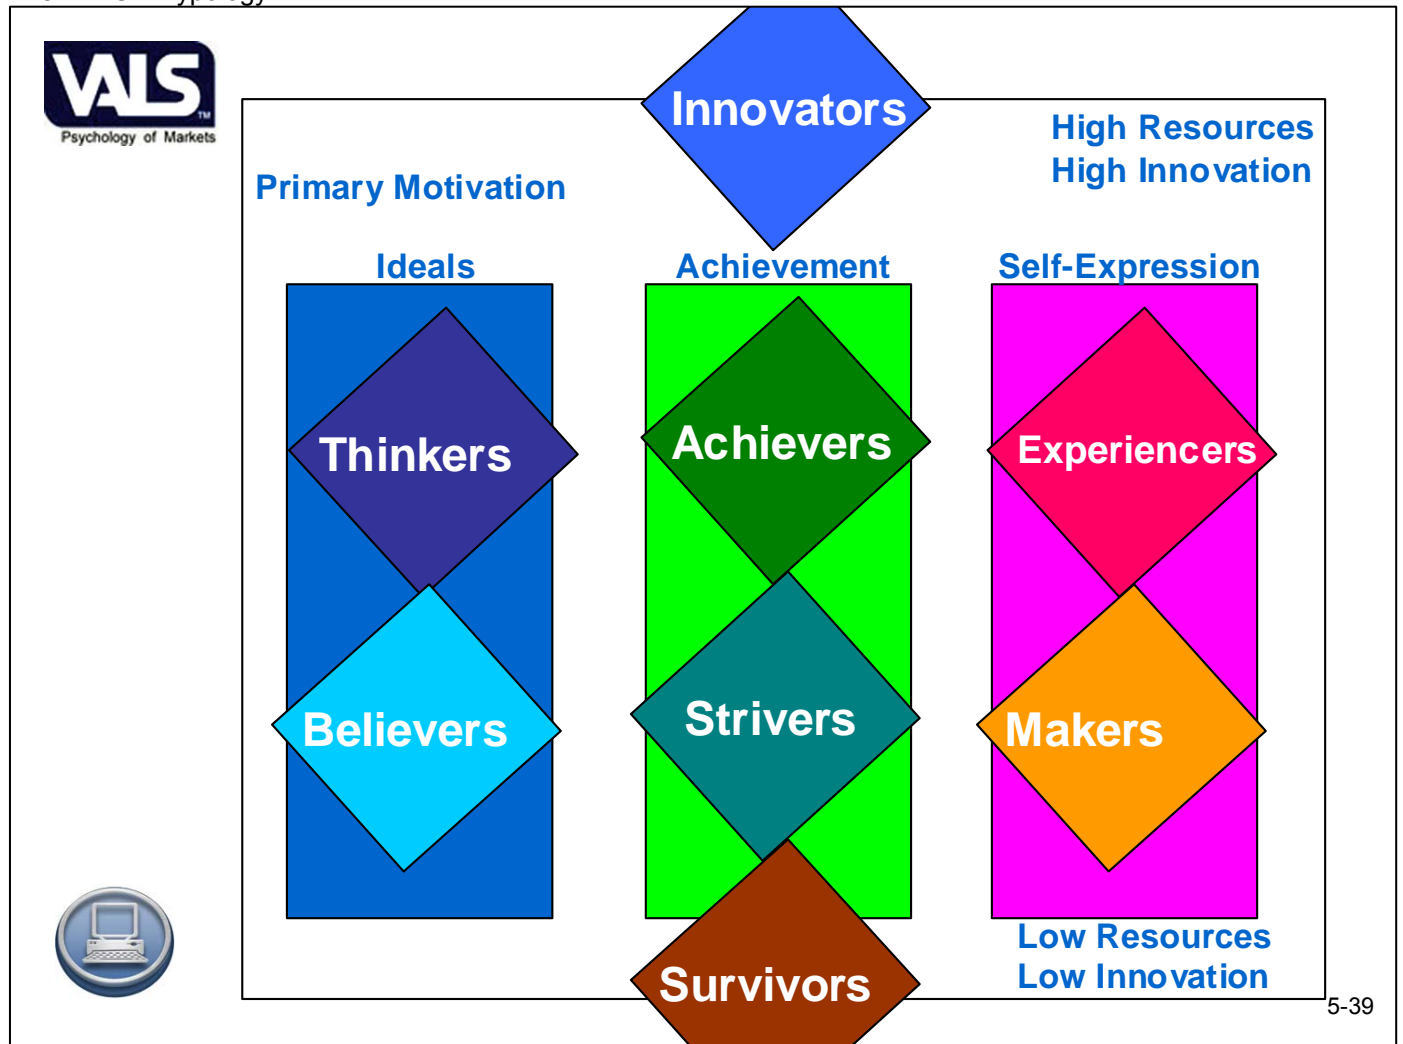 VALS
TM
Psychology of Markets
Innovators
High Resources
High Innovation
Primary Motivation
Ideals
Achievement
Self-Expression
Thinkers
Achievers
Experiencers
Believers
Strivers
Makers
Low Resources
Low Innovation
Survivors
5-39